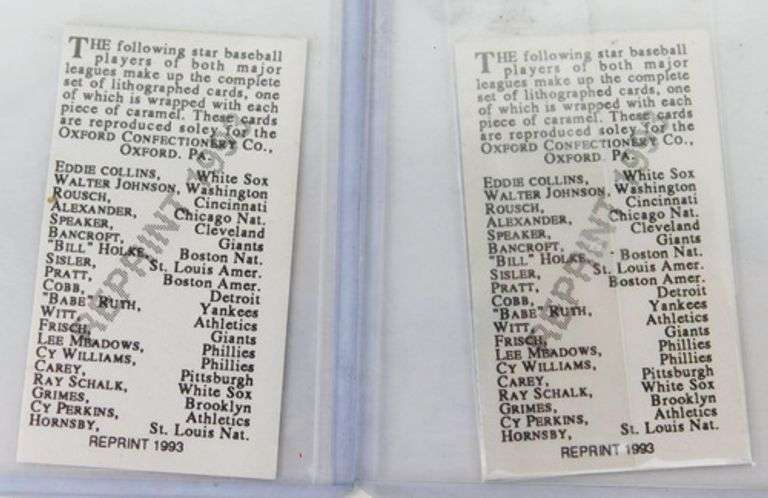 THE following star baseball
players of both major
leagues make up the complete
set of lithographed cards, one
of which is wrapped with each
piece of caramel. These cards
are reproduced soley for the
OXFORD CONFECTIONERY Co.,
OXFORD. PA.
EDDIE COLLINS, White Sox
WALTER JOHNSON, Washington
ROUSCH, Cincinnati
ALEXANDER, Chicago Nat.
SPEAKER, Cleveland
BANCROFT, Giants
"BILL" HOLKE, Boston Nat.
SISLER, St. Louis Amer.
PRATT, Boston Amer.
COBB, Detroit
"BABE" RUTH, Yankees
WITT, Athletics
FRISCH, Giants
LEE MEADOWS, Phillies
CY WILLIAMS, Phillies
CAREY, Pittsburgh
RAY SCHALK, White Sox
GRIMES, Brooklyn
CY PERKINS, Athletics
HORNSBY, St. Louis Nat.
REPRINT 1993
REPRINT 1993
THE following star baseball
players of both major
leagues make up the complete
set of lithographed cards, one
of which is wrapped with each
piece of caramel. These cards
are reproduced soley for the
OXFORD CONFECTIONERY Co.,
OXFORD. PA.
EDDIE COLLINS, White Sox
WALTER JOHNSON, Washington
ROUSCH, Cincinnati
ALEXANDER, Chicago Nat.
SPEAKER, Cleveland
BANCROFT, Giants
"BILL" HOLKE, Boston Nat.
SISLER, St. Louis Amer.
PRATT, Boston Amer.
COBB, Detroit
"BABE" RUTH, Yankees
WITT, Athletics
FRISCH, Giants
LEE MEADOWS, Phillies
CY WILLIAMS, Phillies
CAREY, Pittsburgh
RAY SCHALK, White Sox
GRIMES, Brooklyn
CY PERKINS, Athletics
HORNSBY, St. Louis Nat.
REPRINT 1993
REPRINT 1993